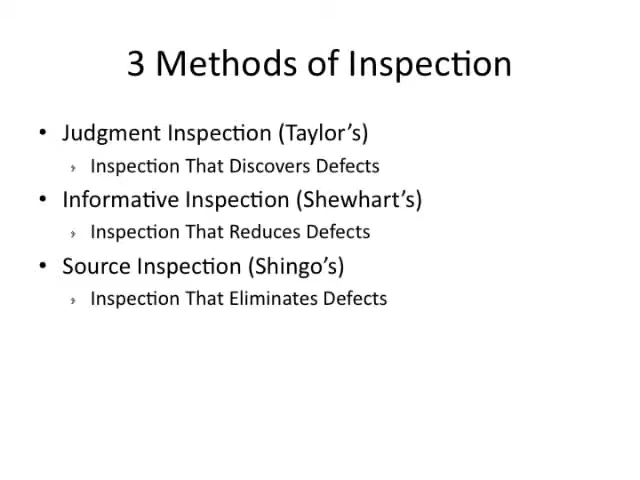 3 Methods of Inspection
• Judgment Inspection (Taylor’s)
Inspection That Discovers Defects
• Informative Inspection (Shewhart’s)
Inspection That Reduces Defects
• Source Inspection (Shingo’s)
Inspection That Eliminates Defects